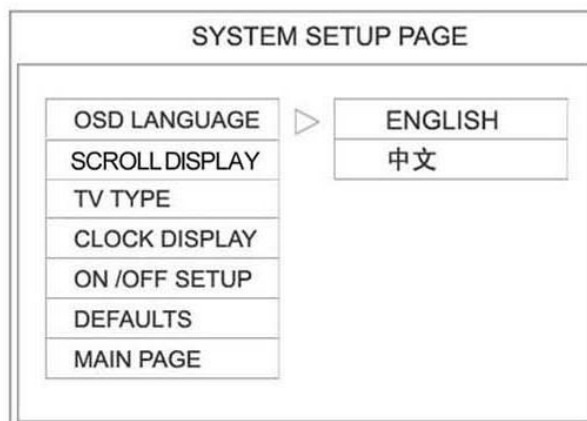 SYSTEM SETUP PAGE
OSD LANGUAGE
ENGLISH
SCROLL DISPLAY
中文
TV TYPE
CLOCK DISPLAY
ON /OFF SETUP
DEFAULTS
MAIN PAGE